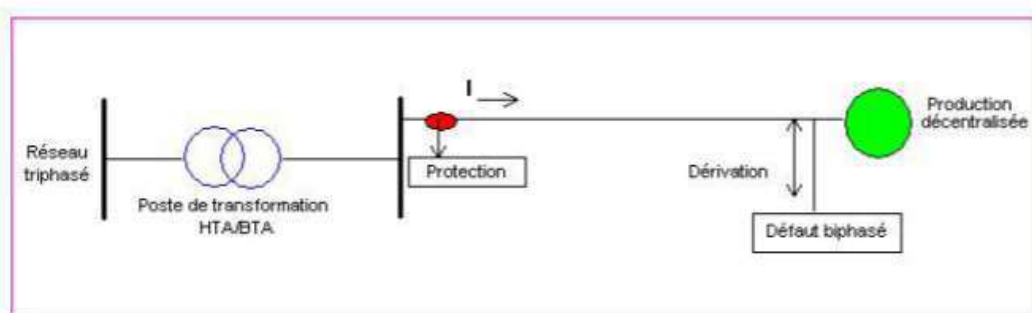 Réseau
triphasé
Poste de transformation
HTA/BTA
I
Protection
Dérivation
Défaut biphasé
Production
décentralisée